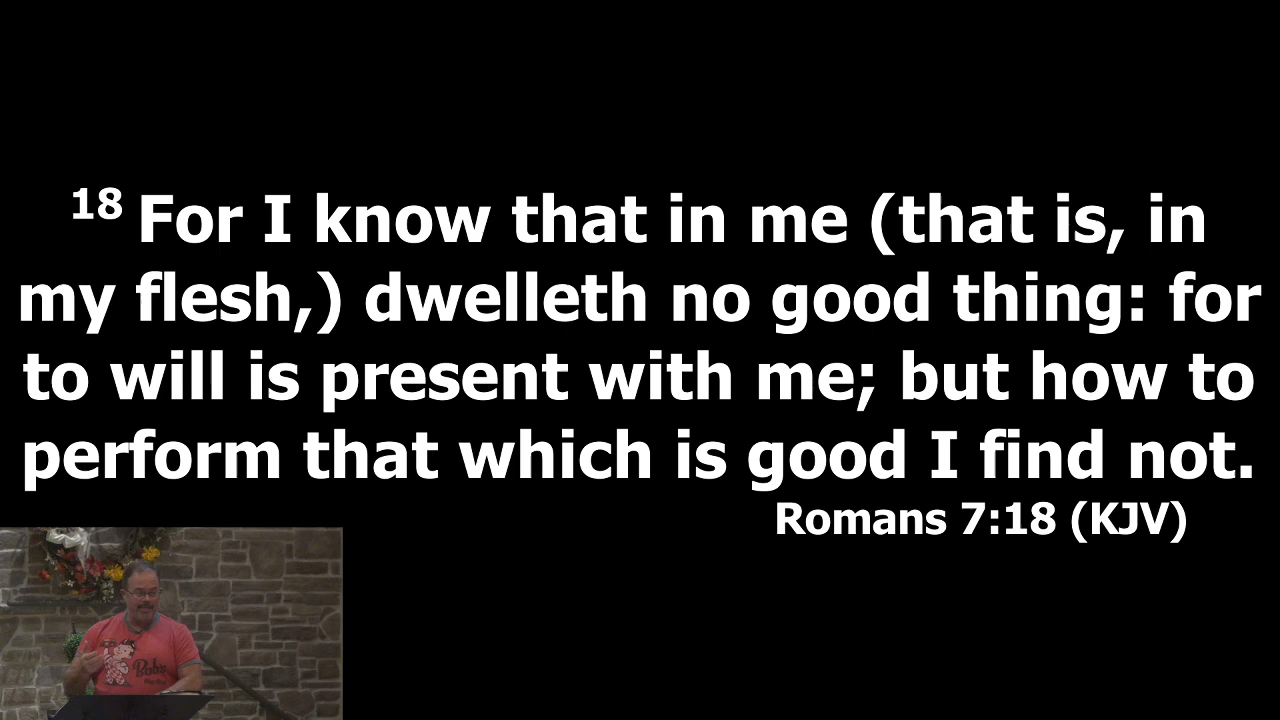 18 For I know that in me (that is, in
my flesh,) dwelleth no good thing: for
to will is present with me; but how to
perform that which is good I find not.
Romans 7:18 (KJV)
Bob's